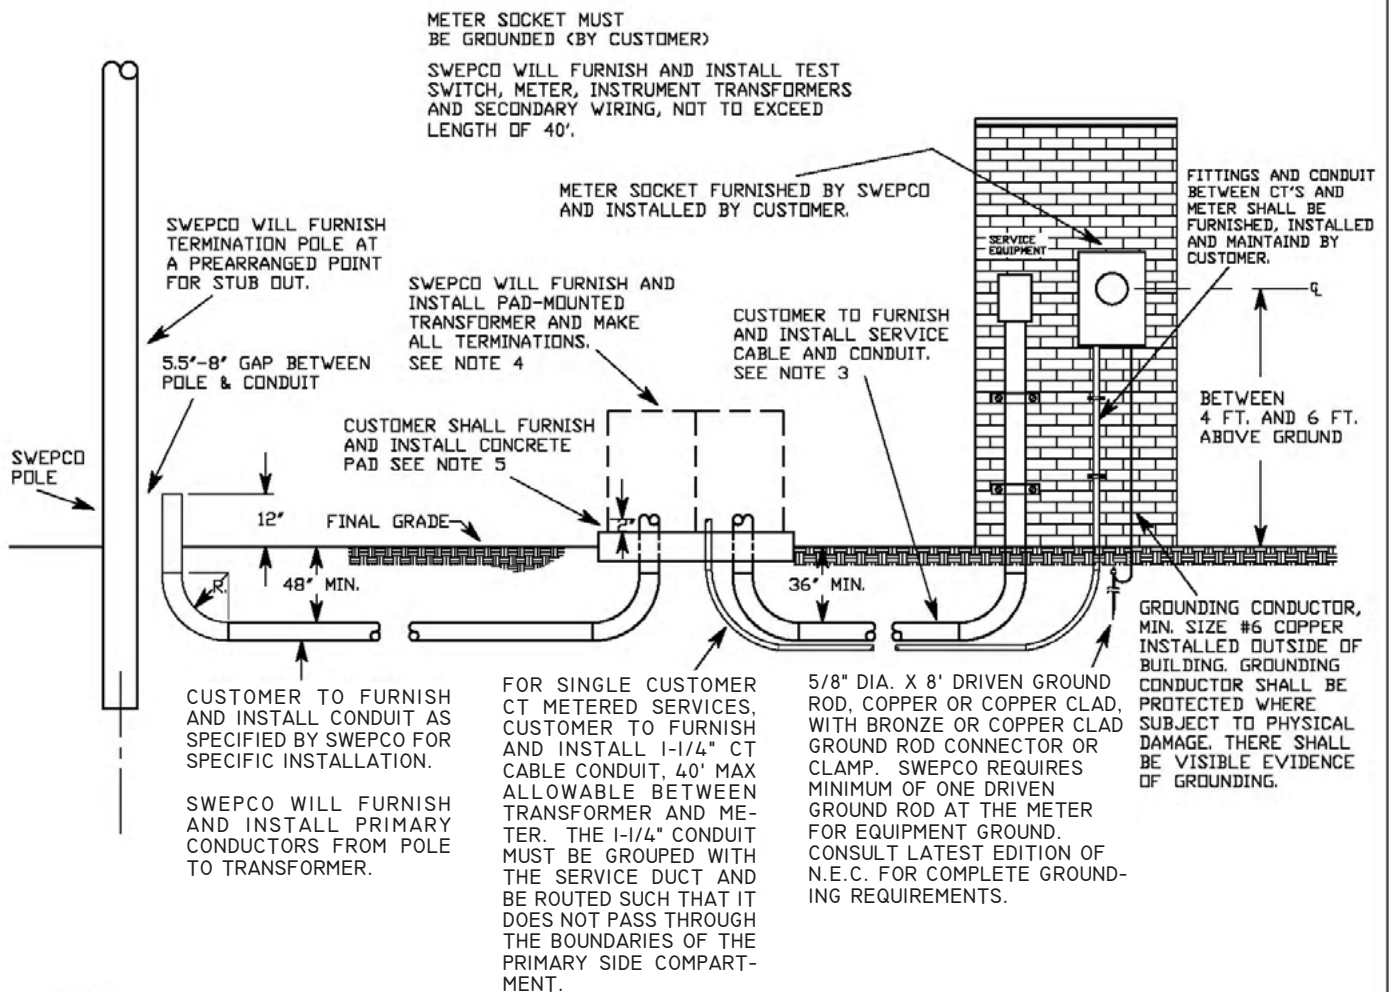 METER SOCKET MUST
BE GROUNDED (BY CUSTOMER)
SWEPCO WILL FURNISH AND INSTALL TEST
SWITCH, METER, INSTRUMENT TRANSFORMERS
AND SECONDARY WIRING, NOT TO EXCEED
LENGTH OF 40'.
METER SOCKET FURNISHED BY SWEPCO
AND INSTALLED BY CUSTOMER.
FITTINGS AND CONDUIT
BETWEEN CT'S AND
METER SHALL BE
FURNISHED, INSTALLED
AND MAINTAIND BY
CUSTOMER.
SWEPCO WILL FURNISH
TERMINATION POLE AT
A PREARRANGED POINT
FOR STUB OUT.
SERVICE
EQUIPMENT
SWEPCO WILL FURNISH AND
INSTALL PAD-MOUNTED
TRANSFORMER AND MAKE
ALL TERMINATIONS.
SEE NOTE 4
CUSTOMER TO FURNISH
AND INSTALL SERVICE
CABLE AND CONDUIT.
SEE NOTE 3
5.5"-8" GAP BETWEEN
POLE & CONDUIT
BETWEEN
4 FT. AND 6 FT.
ABOVE GROUND
CUSTOMER SHALL FURNISH
AND INSTALL CONCRETE
PAD SEE NOTE 5
SWEPCO
POLE
12"
FINAL GRADE
R.
48" MIN.
36" MIN.
GROUNDING CONDUCTOR,
MIN. SIZE #6 COPPER
INSTALLED OUTSIDE OF
BUILDING. GROUNDING
CONDUCTOR SHALL BE
PROTECTED WHERE
SUBJECT TO PHYSICAL
DAMAGE. THERE SHALL
BE VISIBLE EVIDENCE
OF GROUNDING.
CUSTOMER TO FURNISH
AND INSTALL CONDUIT AS
SPECIFIED BY SWEPCO FOR
SPECIFIC INSTALLATION.
SWEPCO WILL FURNISH
AND INSTALL PRIMARY
CONDUCTORS FROM POLE
TO TRANSFORMER.
FOR SINGLE CUSTOMER
CT METERED SERVICES,
CUSTOMER TO FURNISH
AND INSTALL 1-1/4" CT
CABLE CONDUIT, 40' MAX
ALLOWABLE BETWEEN
TRANSFORMER AND ME-
TER. THE 1-1/4" CONDUIT
MUST BE GROUPED WITH
THE SERVICE DUCT AND
BE ROUTED SUCH THAT IT
DOES NOT PASS THROUGH
THE BOUNDARIES OF THE
PRIMARY SIDE COMPART-
MENT.
5/8" DIA. X 8' DRIVEN GROUND
ROD, COPPER OR COPPER CLAD,
WITH BRONZE OR COPPER CLAD
GROUND ROD CONNECTOR OR
CLAMP. SWEPCO REQUIRES
MINIMUM OF ONE DRIVEN
GROUND ROD AT THE METER
FOR EQUIPMENT GROUND.
CONSULT LATEST EDITION OF
N.E.C. FOR COMPLETE GROUND-
ING REQUIREMENTS.